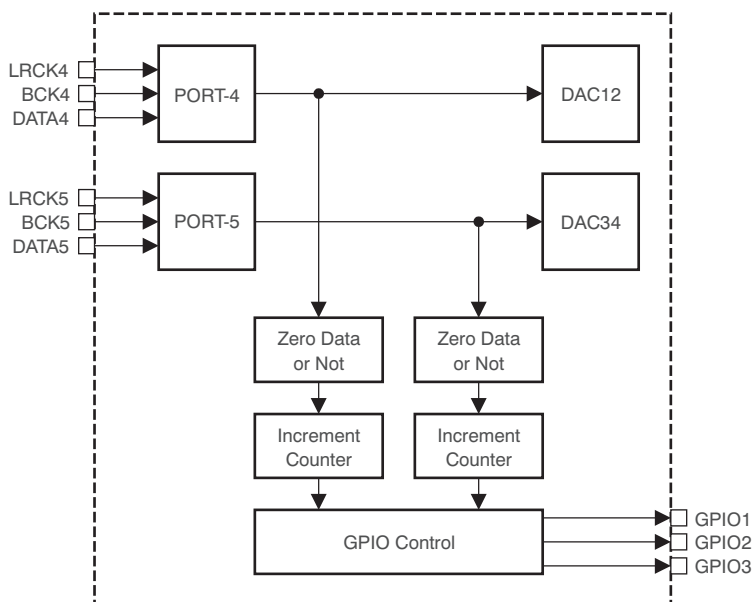 LRCK4
BCK4
DATA4
PORT-4
DAC12
LRCK5
BCK5
DATA5
PORT-5
DAC34
Zero Data
or Not
Zero Data
or Not
Increment
Counter
Increment
Counter
GPIO Control
GPIO1
GPIO2
GPIO3